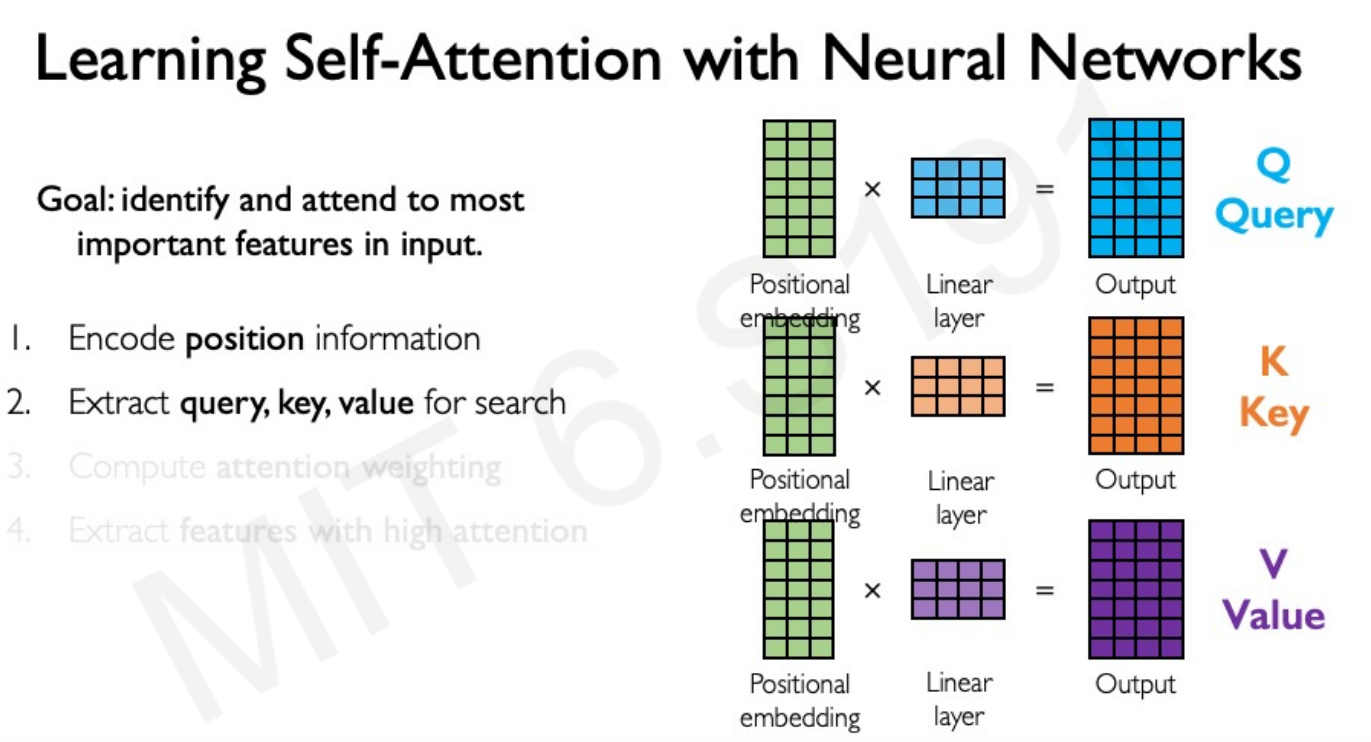 Learning Self-Attention with Neural Networks
Goal: identify and attend to most
important features in input.
1. Encode position information
2. Extract query, key, value for search
3. Compute attention weighting
4. Extract features with high attention
× =
Q
Query
Positional
embedding
Linear
layer
Output
× =
K
Key
Positional
embedding
Linear
layer
Output
× =
V
Value
Positional
embedding
Linear
layer
Output
MIT 6.S191